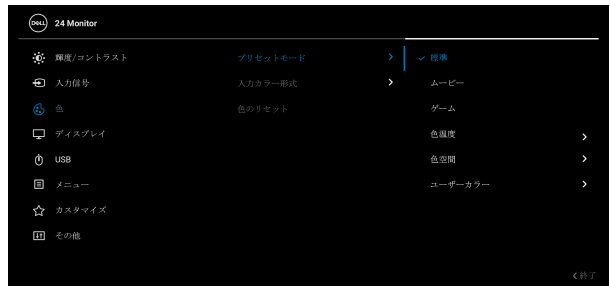 DELL 24 Monitor
輝度/コントラスト プリセットモード ✓ 標準
入力信号 入力カラー形式 ムービー
色 色のリセット ゲーム
ディスプレイ 色温度
USB 色空間
メニュー ユーザーカラー
カスタマイズ
その他
終了